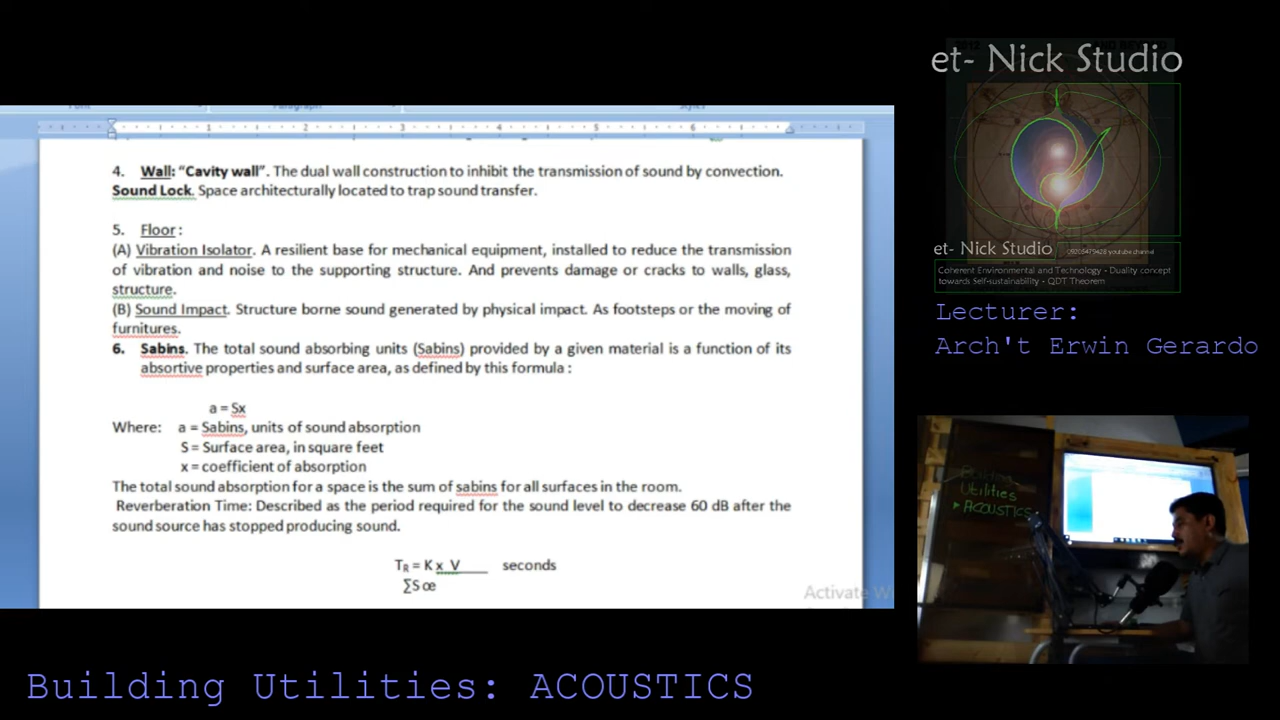 et- Nick Studio
4. Wall: “Cavity wall”. The dual wall construction to inhibit the transmission of sound by convection.
Sound Lock. Space architecturally located to trap sound transfer.
5. Floor :
(A) Vibration Isolator. A resilient base for mechanical equipment, installed to reduce the transmission
of vibration and noise to the supporting structure. And prevents damage or cracks to walls, glass,
structure.
(B) Sound Impact. Structure borne sound generated by physical impact. As footsteps or the moving of
furnitures.
6. Sabins. The total sound absorbing units (Sabins) provided by a given material is a function of its
absortive properties and surface area, as defined by this formula :
a = Sx
Where: a = Sabins, units of sound absorption
S = Surface area, in square feet
x = coefficient of absorption
The total sound absorption for a space is the sum of sabins for all surfaces in the room.
Reverberation Time: Described as the period required for the sound level to decrease 60 dB after the
sound source has stopped producing sound.
TR = K x V seconds
∑S œ
Activate
et- Nick Studio
Coherent Environmental and Technology - Duality concept
towards Self-sustainability - QDT Theorem
Lecturer:
Arch't Erwin Gerardo
Building
Utilities
ACOUSTICS
Building Utilities: ACOUSTICS